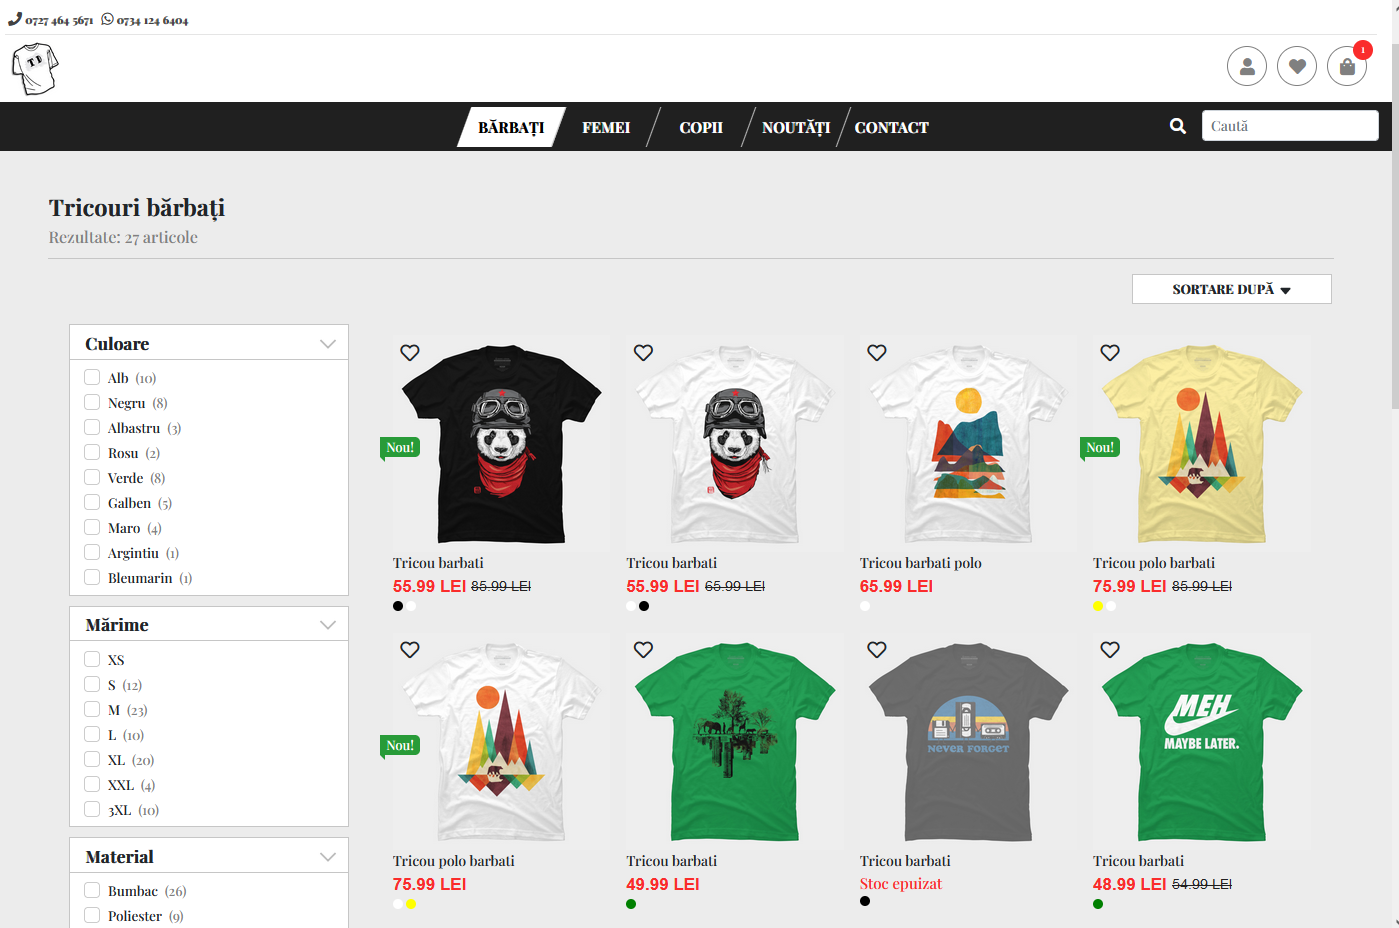 0727 464 5671 0734 124 6404
T D
1
BĂRBAȚI FEMEI COPII NOUTĂȚI CONTACT Caută
Tricouri bărbați
Rezultate: 27 articole
SORTARE DUPĂ
Culoare
Alb (10)
Negru (8)
Albastru (3)
Rosu (2)
Verde (8)
Galben (5)
Maro (4)
Argintiu (1)
Bleumarin (1)
Mărime
XS
S (12)
M (23)
L (10)
XL (20)
XXL (4)
3XL (10)
Material
Bumbac (26)
Poliester (9)
Nou!
Tricou barbati
55.99 LEI 85.99 LEI
Tricou barbati
55.99 LEI 65.99 LEI
Tricou barbati polo
65.99 LEI
Nou!
Tricou polo barbati
75.99 LEI 85.99 LEI
Nou!
Tricou polo barbati
75.99 LEI
Tricou barbati
49.99 LEI
NEVER FORGET
Tricou barbati
Stoc epuizat
MEH
MAYBE LATER.
Tricou barbati
48.99 LEI 54.99 LEI